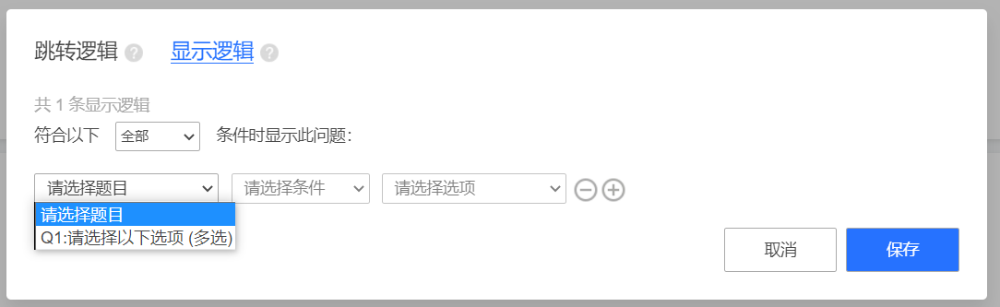 跳转逻辑 ? 显示逻辑 ?
共 1 条显示逻辑
符合以下 全部 条件时显示此问题:
请选择题目 请选择条件 请选择选项
请选择题目
Q1:请选择以下选项 (多选)
取消 保存